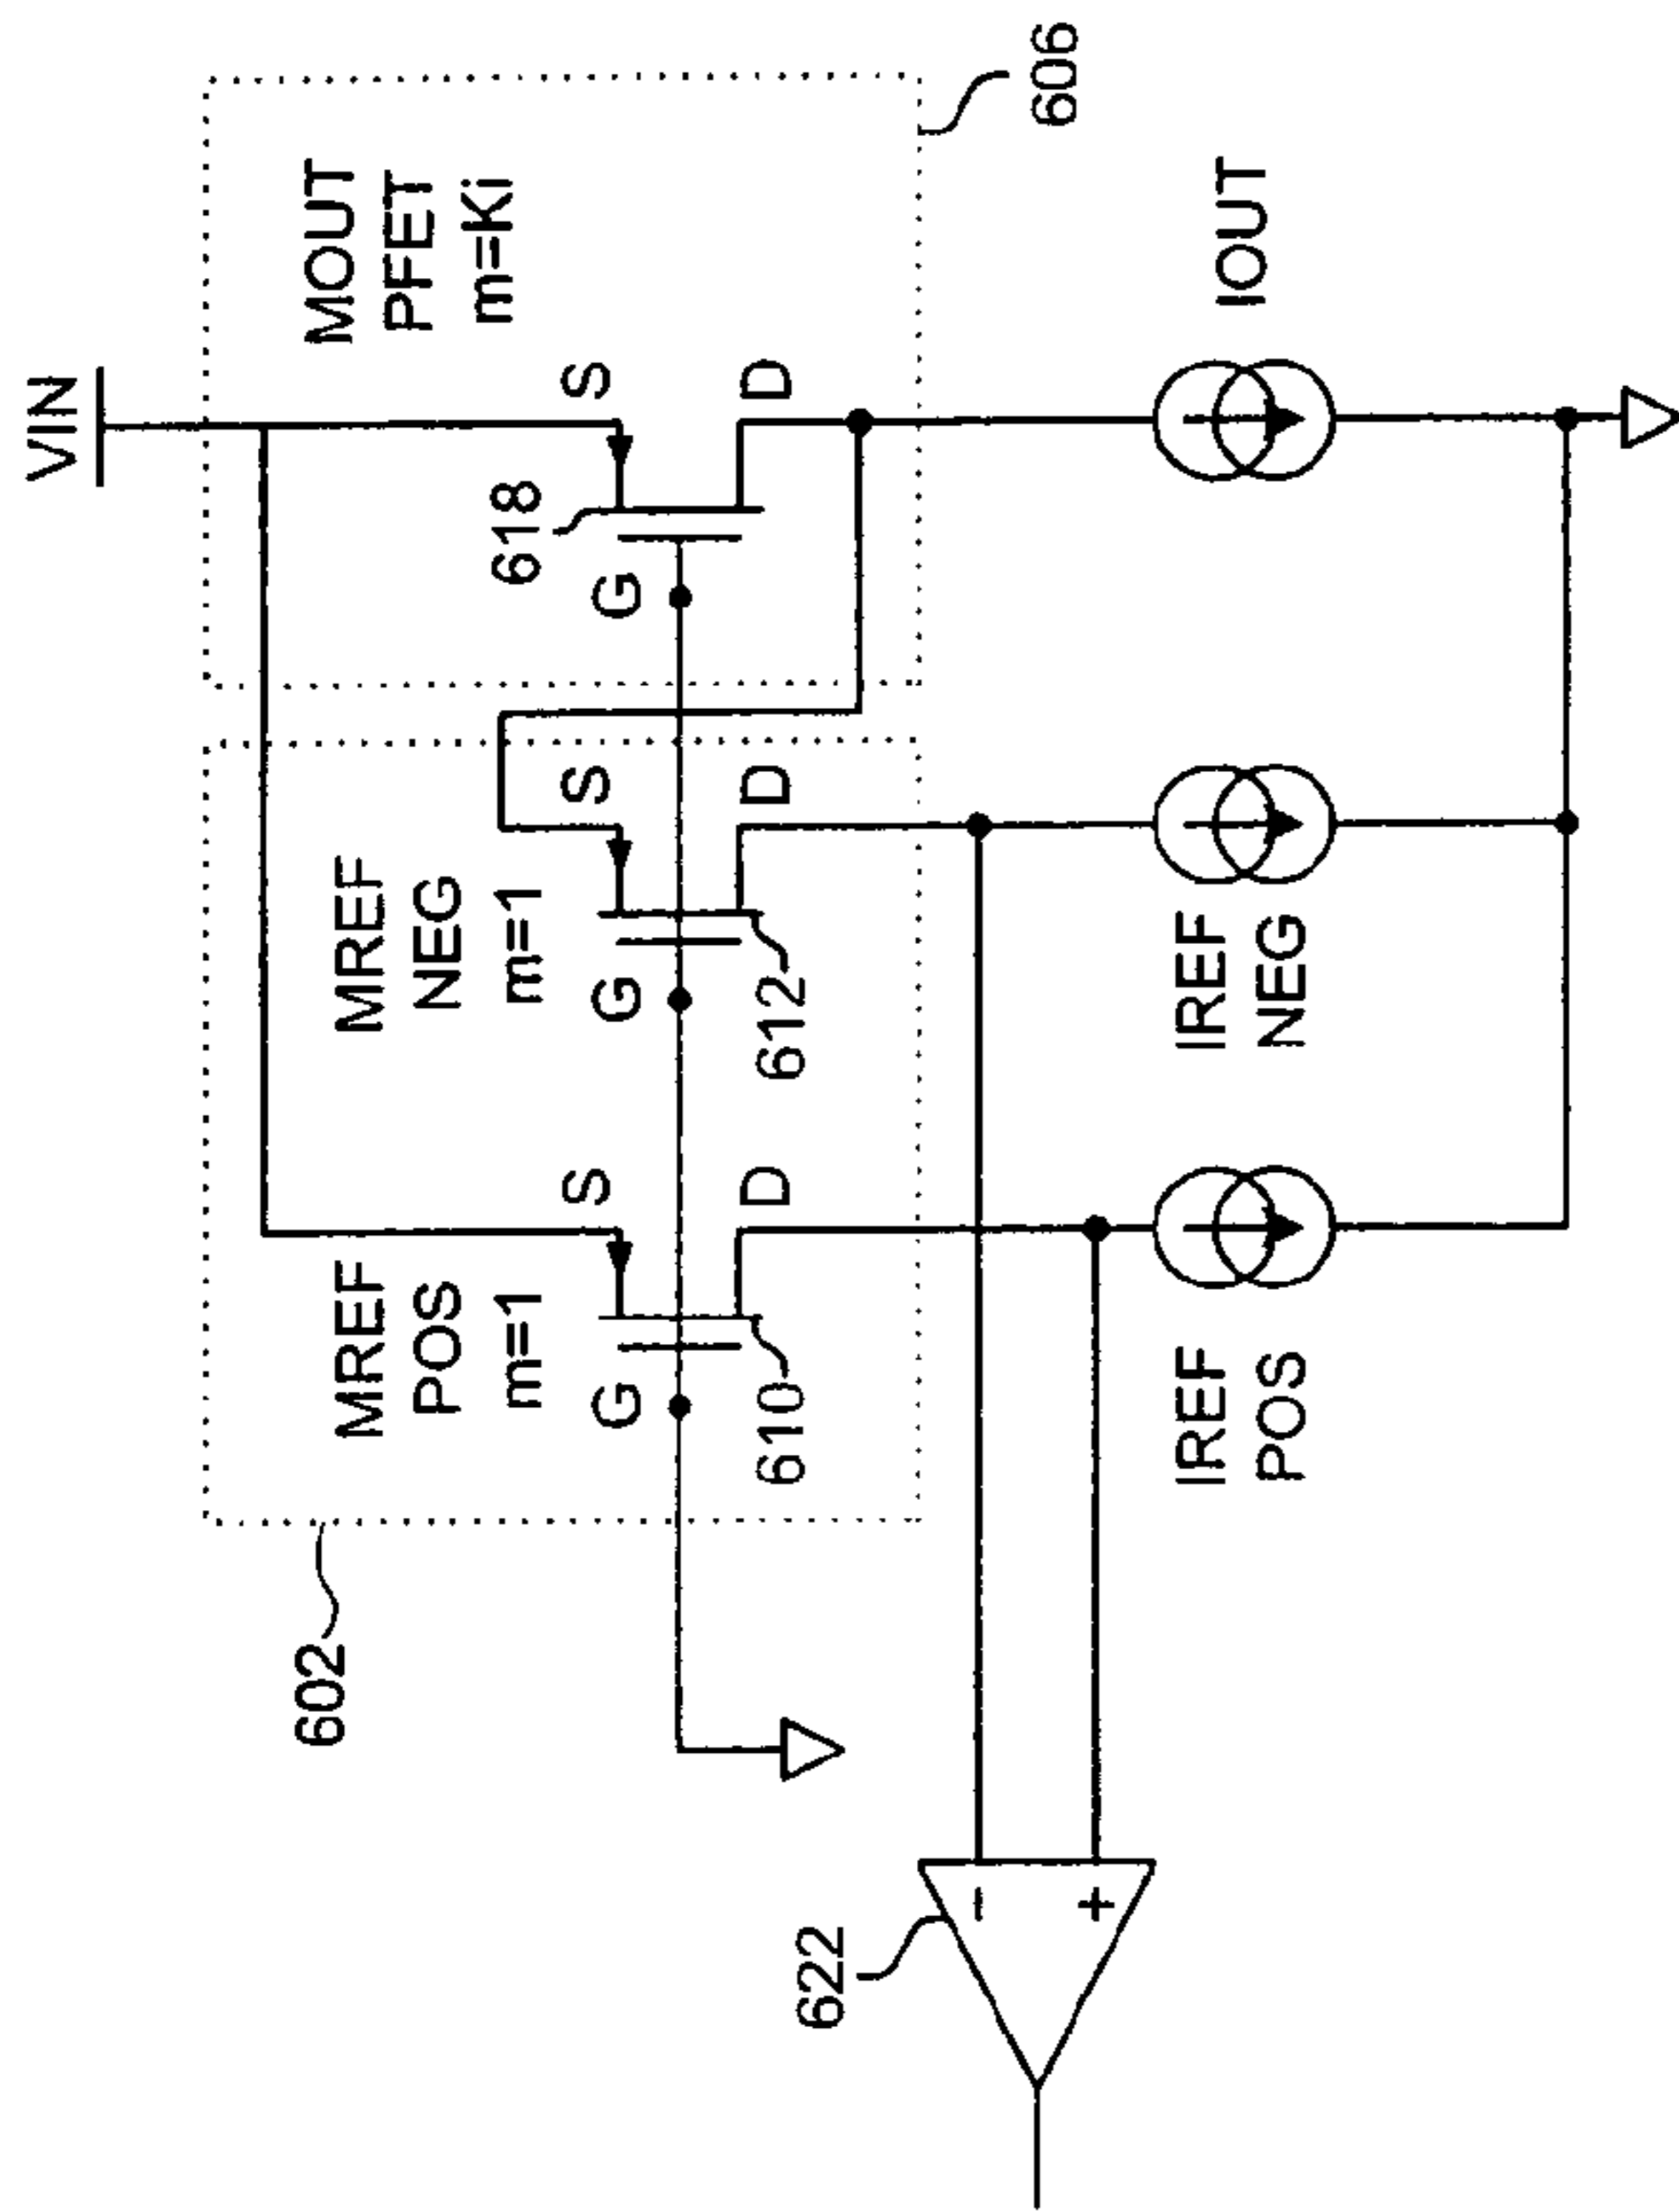 VIN
MOUT
PFET
m=Ki
606
MREF
NEG
m=1
MREF
POS
m=1
602
618
S
G
D
S
G
D
612
S
G
D
610
622
-
+
IREF
POS
IREF
NEG
IOUT